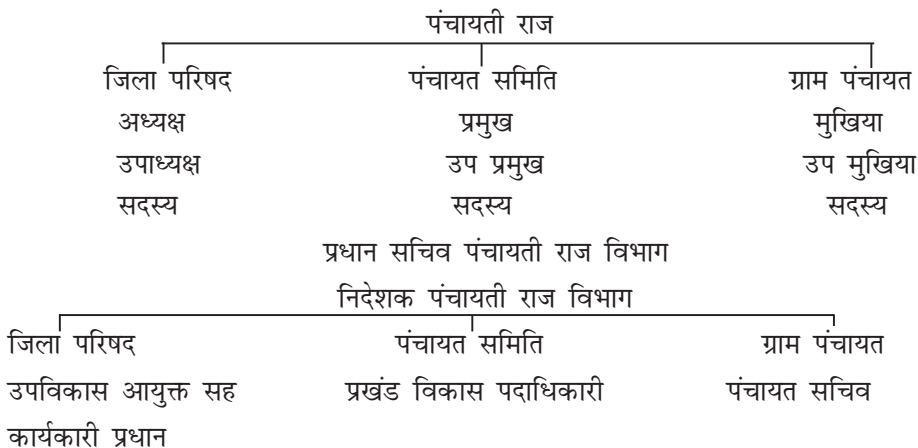 पंचायती राज
जिला परिषद पंचायत समिति ग्राम पंचायत
अध्यक्ष प्रमुख मुखिया
उपाध्यक्ष उप प्रमुख उप मुखिया
सदस्य सदस्य सदस्य
प्रधान सचिव पंचायती राज विभाग
निदेशक पंचायती राज विभाग
जिला परिषद पंचायत समिति ग्राम पंचायत
उपविकास आयुक्त सह प्रखंड विकास पदाधिकारी पंचायत सचिव
कार्यकारी प्रधान